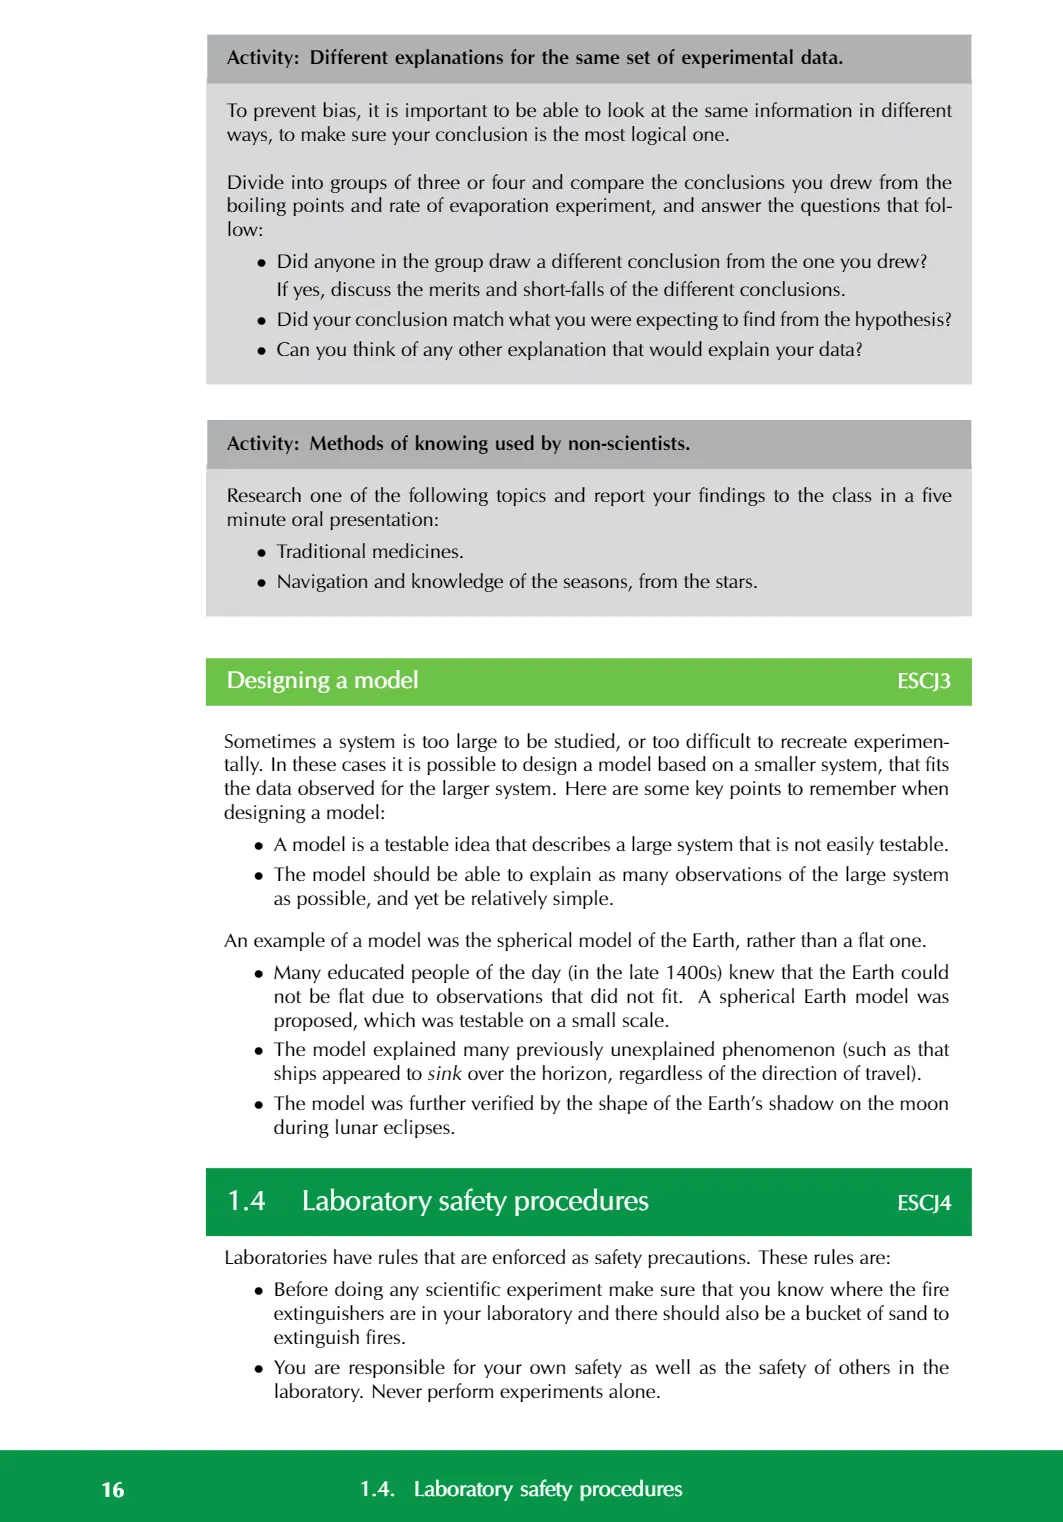 Activity: Different explanations for the same set of experimental data.
To prevent bias, it is important to be able to look at the same information in different
ways, to make sure your conclusion is the most logical one.
Divide into groups of three or four and compare the conclusions you drew from the
boiling points and rate of evaporation experiment, and answer the questions that fol-
low:
• Did anyone in the group draw a different conclusion from the one you drew?
If yes, discuss the merits and short-falls of the different conclusions.
• Did your conclusion match what you were expecting to find from the hypothesis?
• Can you think of any other explanation that would explain your data?
Activity: Methods of knowing used by non-scientists.
Research one of the following topics and report your findings to the class in a five
minute oral presentation:
• Traditional medicines.
• Navigation and knowledge of the seasons, from the stars.
Designing a model ESCJ3
Sometimes a system is too large to be studied, or too difficult to recreate experimen-
tally. In these cases it is possible to design a model based on a smaller system, that fits
the data observed for the larger system. Here are some key points to remember when
designing a model:
• A model is a testable idea that describes a large system that is not easily testable.
• The model should be able to explain as many observations of the large system
as possible, and yet be relatively simple.
An example of a model was the spherical model of the Earth, rather than a flat one.
• Many educated people of the day (in the late 1400s) knew that the Earth could
not be flat due to observations that did not fit. A spherical Earth model was
proposed, which was testable on a small scale.
• The model explained many previously unexplained phenomenon (such as that
ships appeared to sink over the horizon, regardless of the direction of travel).
• The model was further verified by the shape of the Earth's shadow on the moon
during lunar eclipses.
1.4 Laboratory safety procedures ESCJ4
Laboratories have rules that are enforced as safety precautions. These rules are:
• Before doing any scientific experiment make sure that you know where the fire
extinguishers are in your laboratory and there should also be a bucket of sand to
extinguish fires.
• You are responsible for your own safety as well as the safety of others in the
laboratory. Never perform experiments alone.
16 1.4. Laboratory safety procedures